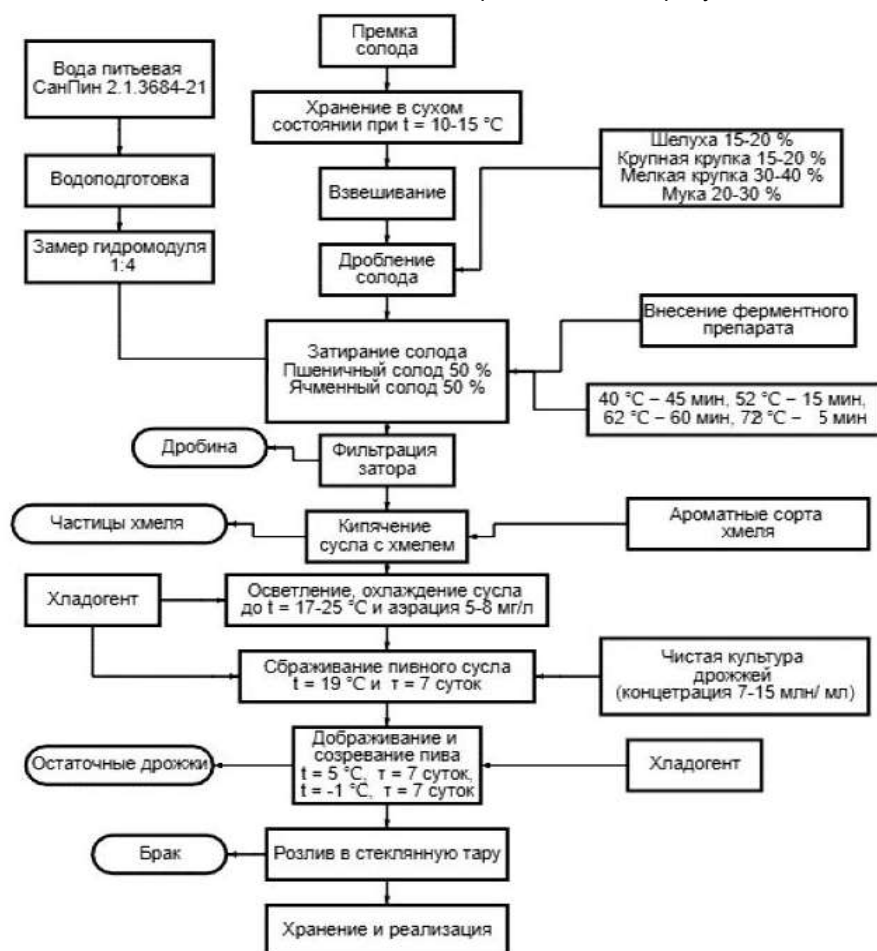 Премка
солода
Вода питьевая
СанПин 2.1.3684-21
Хранение в сухом
состоянии при t = 10-15 °C
Шелуха 15-20 %
Крупная крупка 15-20 %
Мелкая крупка 30-40 %
Мука 20-30 %
Водоподготовка
Взвешивание
Замер гидромодуля
1:4
Дробление
солода
Внесение ферментного
препарата
Затирание солода
Пшеничный солод 50 %
Ячменный солод 50 %
40 °C – 45 мин, 52 °C – 15 мин,
62 °C – 60 мин, 72 °C – 5 мин
Дробина
Фильтрация
затора
Частицы хмеля
Кипячение
сусла с хмелем
Ароматные сорта
хмеля
Хладогент
Осветление, охлаждение сусла
до t = 17-25 °C и аэрация 5-8 мг/л
Сбраживание пивного сусла
t = 19 °C и τ = 7 суток
Чистая культура
дрожжей
(концетрация 7-15 млн/ мл)
Остаточные дрожжи
Дображивание и
созревание пива
t = 5 °C, τ = 7 суток,
t = -1 °C, τ = 7 суток
Хладогент
Брак
Розлив в стеклянную тару
Хранение и реализация